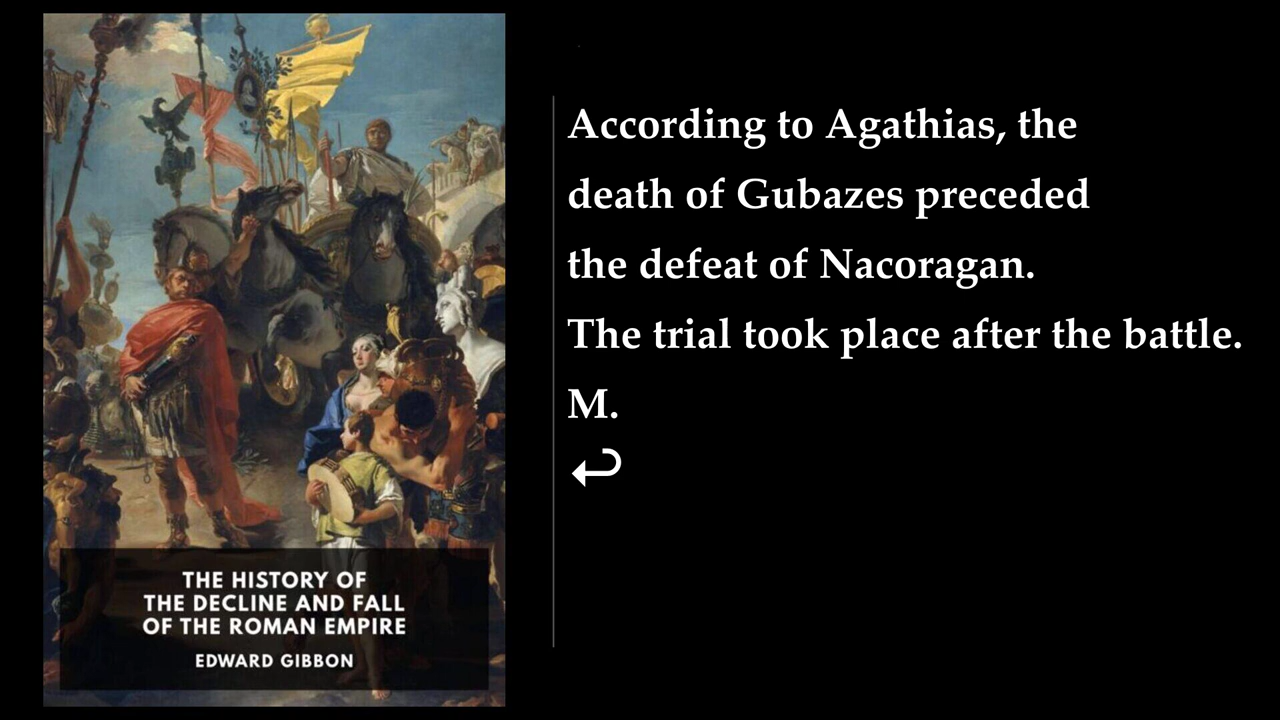 According to Agathias, the
death of Gubazes preceded
the defeat of Nacoragan.
The trial took place after the battle.
M.
↩
THE HISTORY OF
THE DECLINE AND FALL
OF THE ROMAN EMPIRE
EDWARD GIBBON